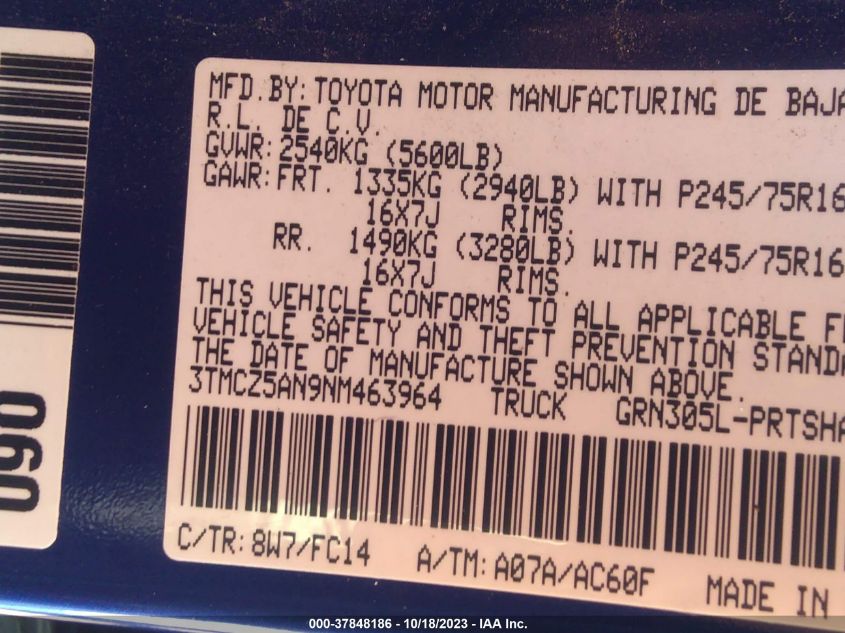 MFD.BY: TOYOTA MOTOR MANUFACTURING DE BAJA
R.L. DE C.V.
GVWR: 2540KG (5600LB)
GAWR: FRT. 1335KG (2940LB) WITH P245/75R16
16X7J RIMS.
RR. 1490KG (3280LB) WITH P245/75R16
16X7J RIMS.
THIS VEHICLE CONFORMS TO ALL APPLICABLE
VEHICLE SAFETY AND THEFT PREVENTION
THE DATE OF MANUFACTURE SHOWN ABOVE.
3TMCZ5AN9NM463964 TRUCK GRN305L-PRTSHA
C/TR: 8W7/FC14 A/TM: A07A/AC60F MADE IN
090
000-37848186 - 10/18/2023 - IAA Inc.